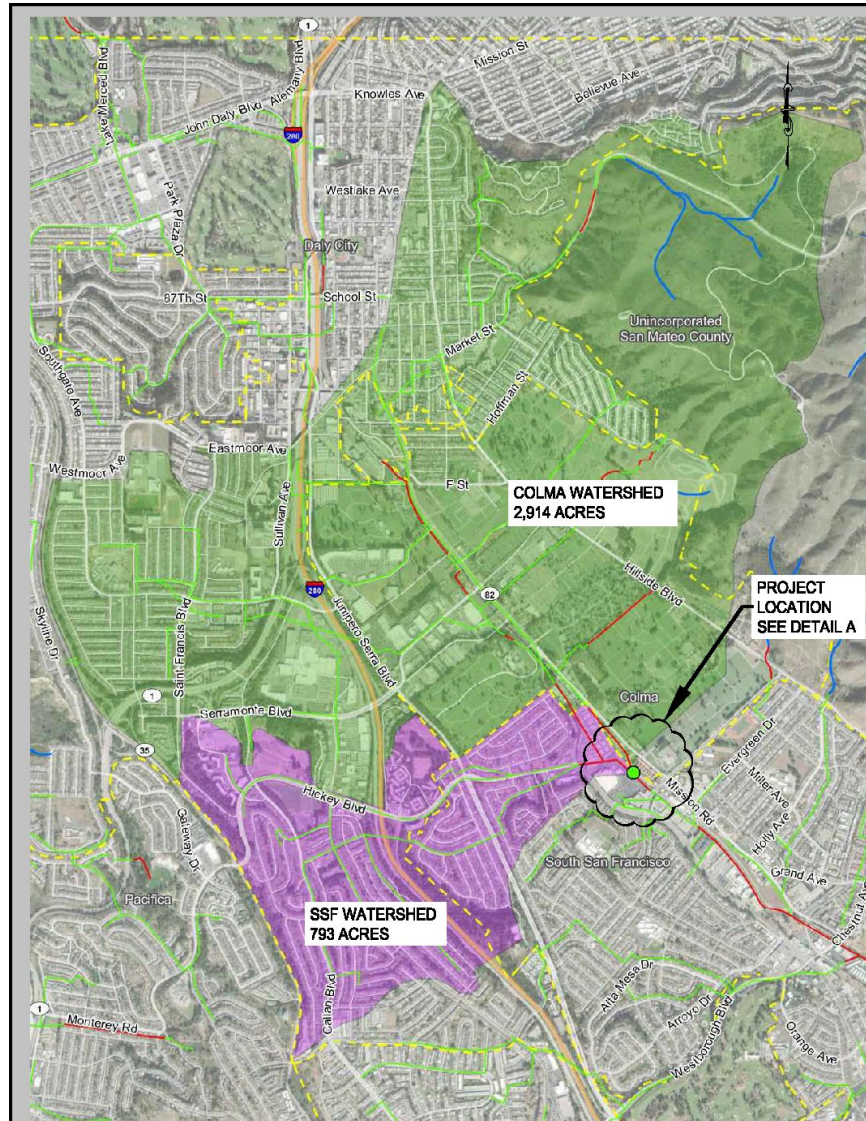 1
Mission St
Bellevue Ave
Lake Merced Blvd
John Daly Blvd
Alemany Blvd
Knowles Ave
280
Westlake Ave
Park Plaza Dr
Daly City
87Th St
School St
Unincorporated
San Mateo County
Market St
Southgate Ave
Hoffman St
Eastmoor Ave
Westmoor Ave
F St
COLMA WATERSHED
2,914 ACRES
Sullivan Ave
82
Hillside Blvd
280
PROJECT
LOCATION
SEE DETAIL A
Skyline Dr
Saint Francis Blvd
Junipero Serra Blvd
1
Serramonte Blvd
Colma
35
Evergreen Dr
Hickey Blvd
Mission Rd
Miller Ave
Holly Ave
Gateway Dr
South San Francisco
Grand Ave
Pacifica
Chestnut Ave
SSF WATERSHED
793 ACRES
Alta Mesa Dr
Arroyo Dr
1
Monterey Rd
Callan Blvd
Westborough Blvd
Orange Ave